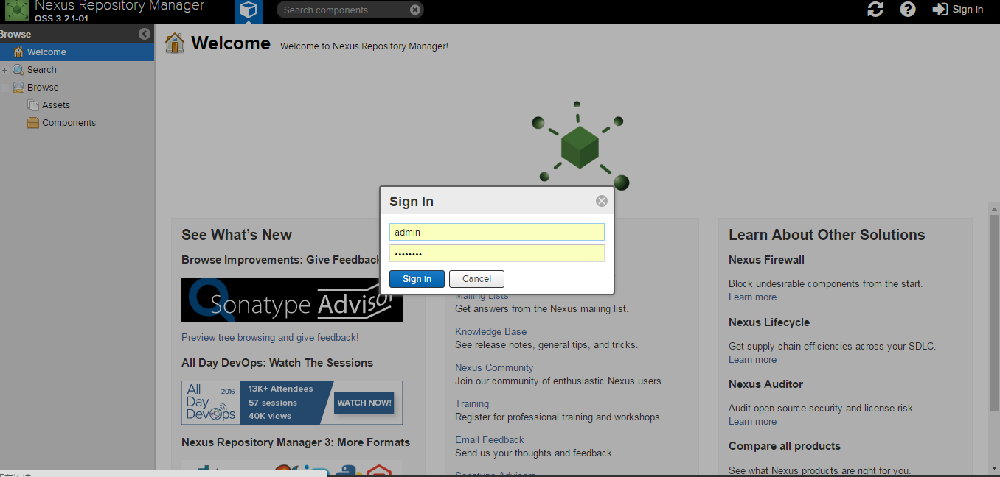 Nexus Repository Manager
OSS 3.2.1-01
Search components
Sign in
Browse
Welcome
Search
Browse
Assets
Components
Welcome
Welcome to Nexus Repository Manager!
Sign In
admin
Sign in
Cancel
See What's New
Browse Improvements: Give Feedback
Sonatype Advisor
Preview tree browsing and give feedback!
All Day DevOps: Watch The Sessions
All
Day
DevOps
2016
13K+ Attendees
57 sessions
40K views
WATCH NOW!
Nexus Repository Manager 3: More Formats
Mailing Lists
Get answers from the Nexus mailing list.
Knowledge Base
See release notes, general tips, and tricks.
Nexus Community
Join our community of enthusiastic Nexus users.
Training
Register for professional training and workshops.
Email Feedback
Send us your thoughts and feedback.
Sonatype Advisors
Learn About Other Solutions
Nexus Firewall
Block undesirable components from the start.
Learn more
Nexus Lifecycle
Get supply chain efficiencies across your SDLC.
Learn more
Nexus Auditor
Audit open source security and license risk.
Learn more
Compare all products
See what Nexus products are right for you.